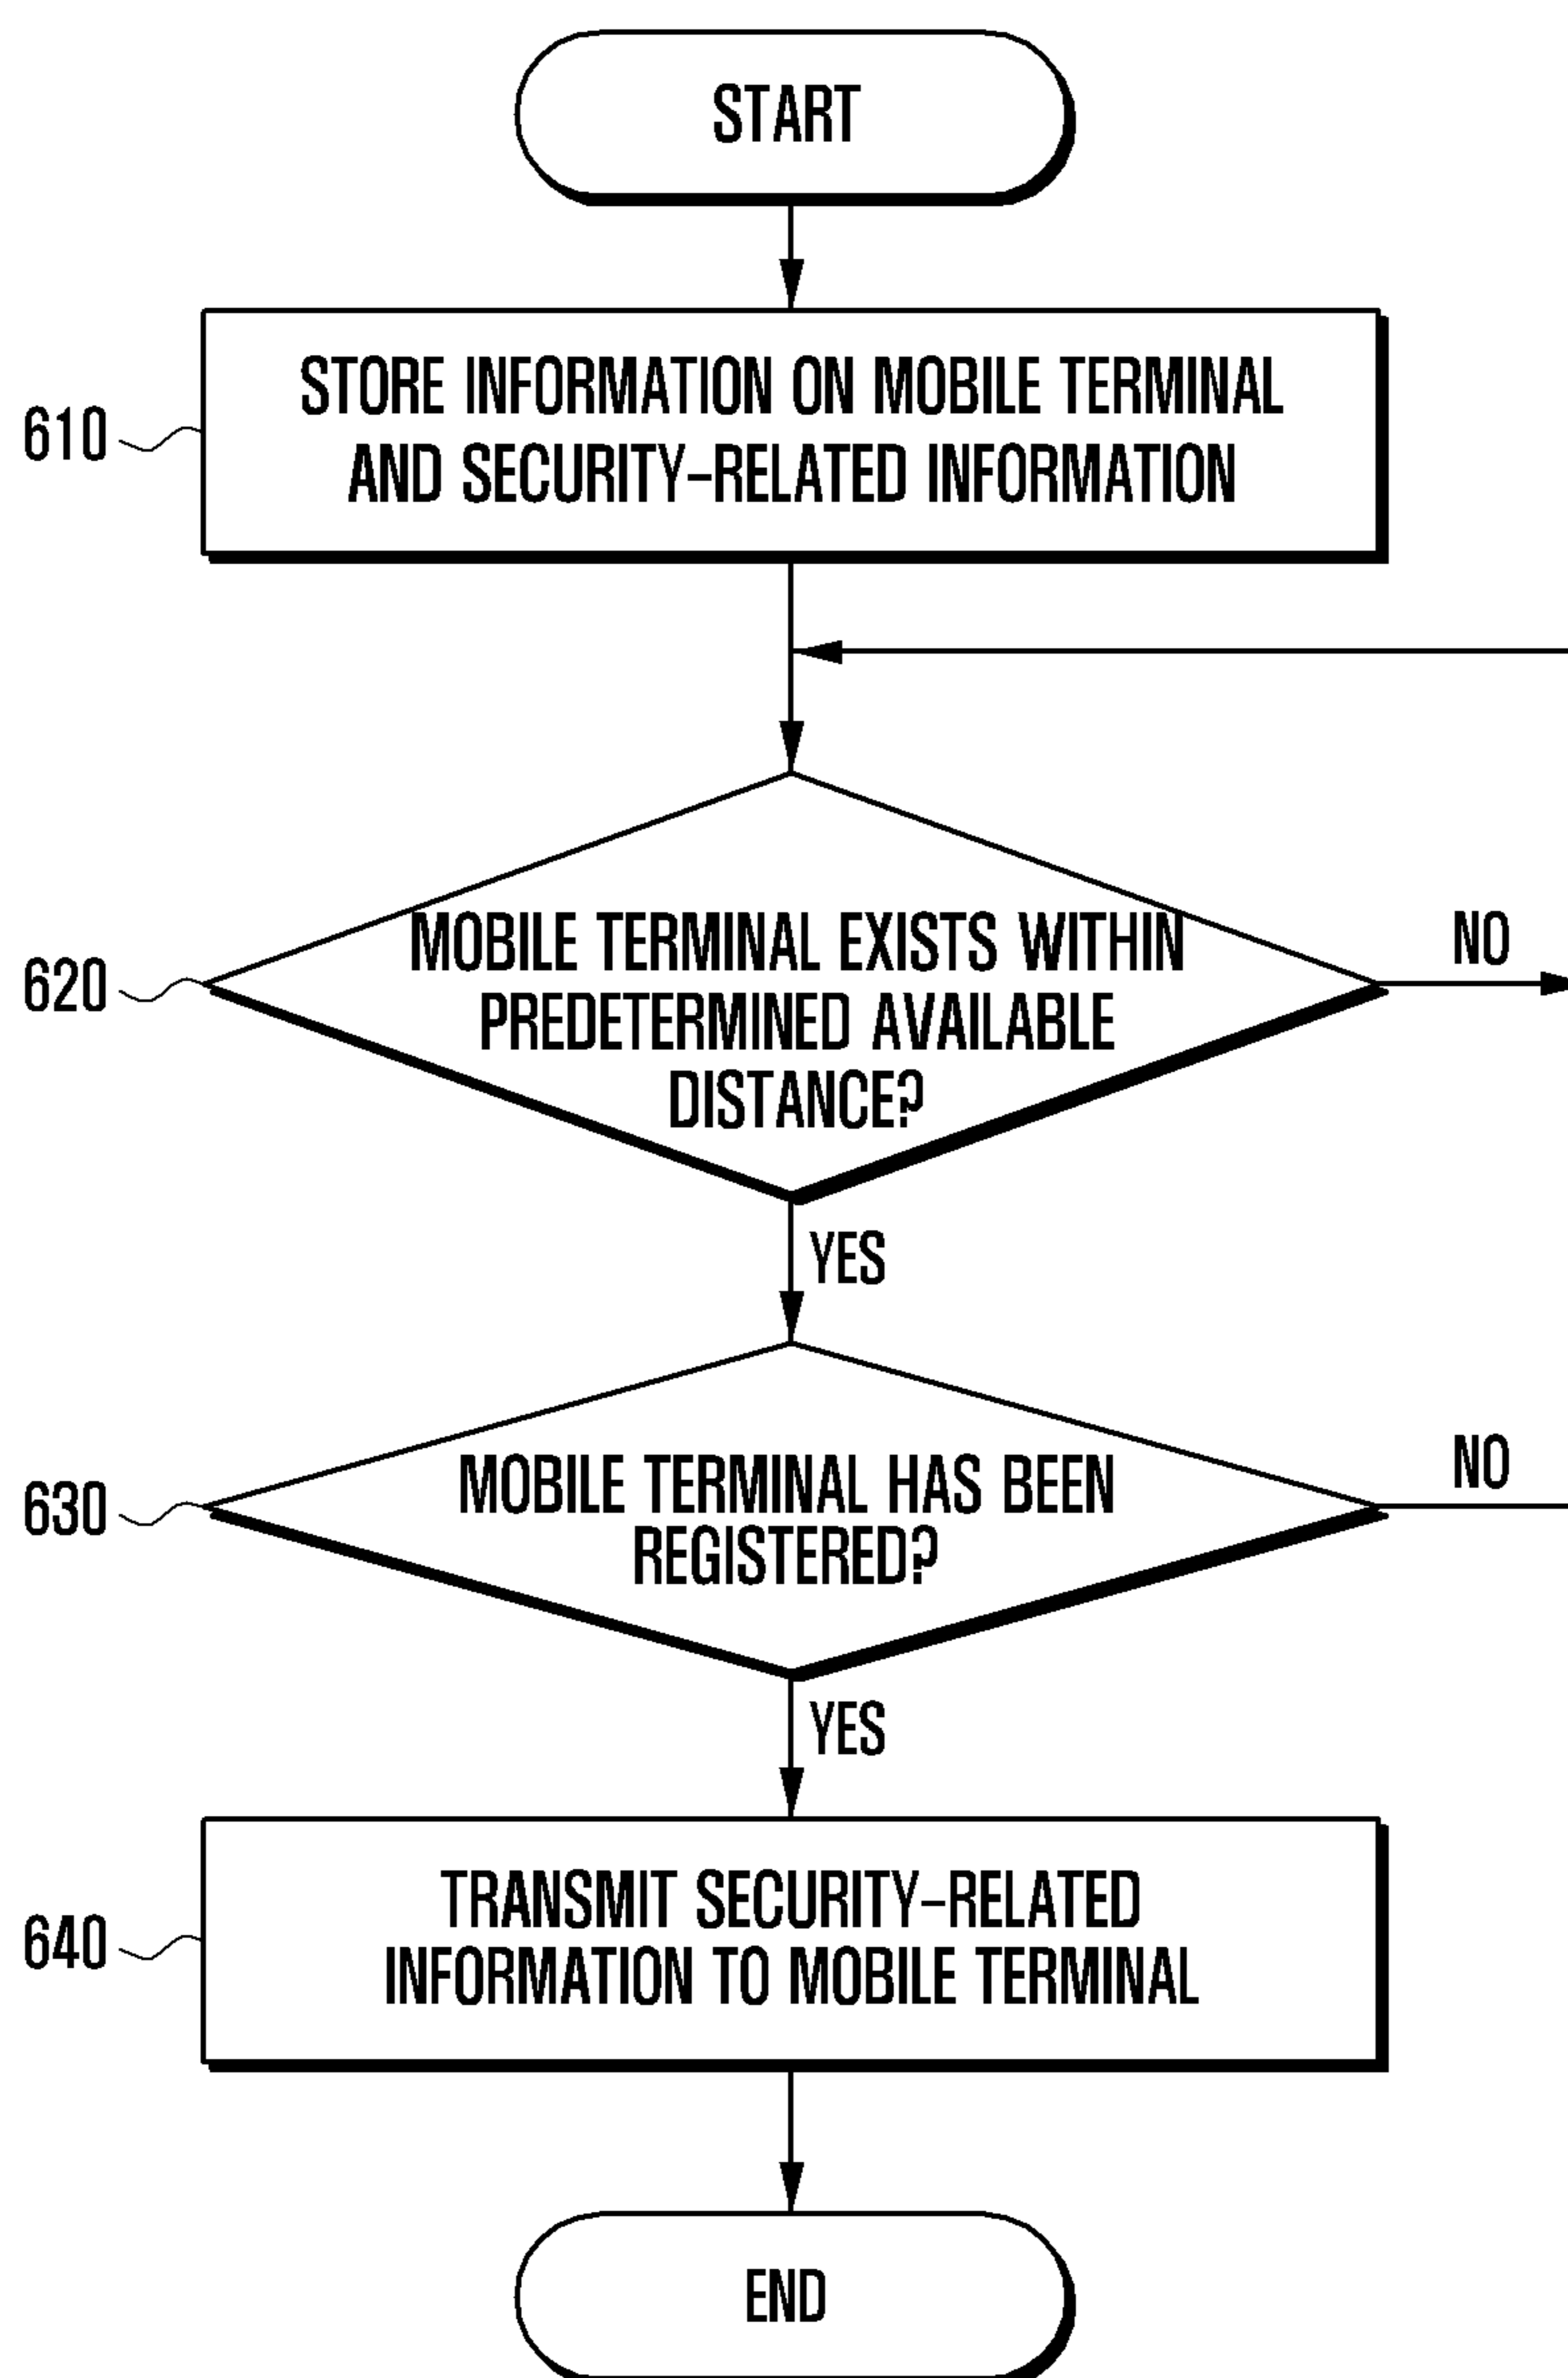 START
610
STORE INFORMATION ON MOBILE TERMINAL
AND SECURITY-RELATED INFORMATION
620
MOBILE TERMINAL EXISTS WITHIN
PREDETERMINED AVAILABLE
DISTANCE?
NO
YES
630
MOBILE TERMINAL HAS BEEN
REGISTERED?
NO
YES
640
TRANSMIT SECURITY-RELATED
INFORMATION TO MOBILE TERMINAL
END